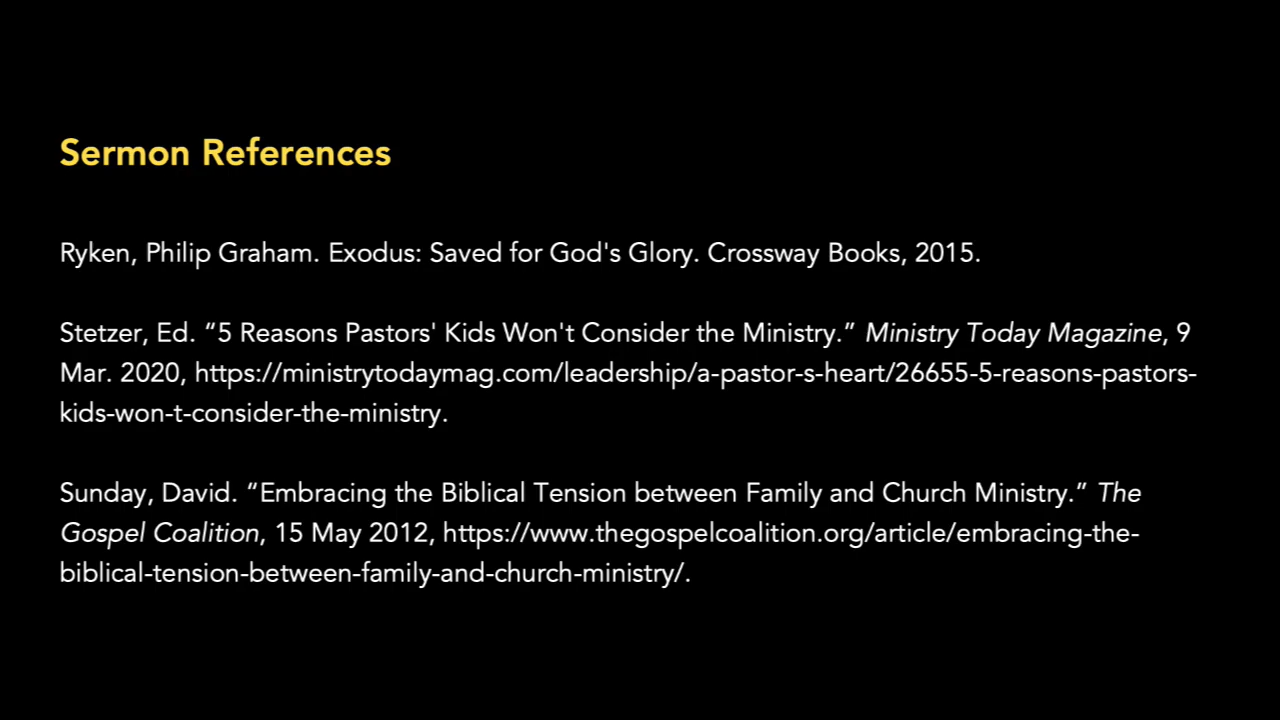 Sermon References
Ryken, Philip Graham. Exodus: Saved for God's Glory. Crossway Books, 2015.
Stetzer, Ed. “5 Reasons Pastors' Kids Won't Consider the Ministry.” Ministry Today Magazine, 9
Mar. 2020, https://ministrytodaymag.com/leadership/a-pastor-s-heart/26655-5-reasons-pastors-
kids-won-t-consider-the-ministry.
Sunday, David. “Embracing the Biblical Tension between Family and Church Ministry.” The
Gospel Coalition, 15 May 2012, https://www.thegospelcoalition.org/article/embracing-the-
biblical-tension-between-family-and-church-ministry/.